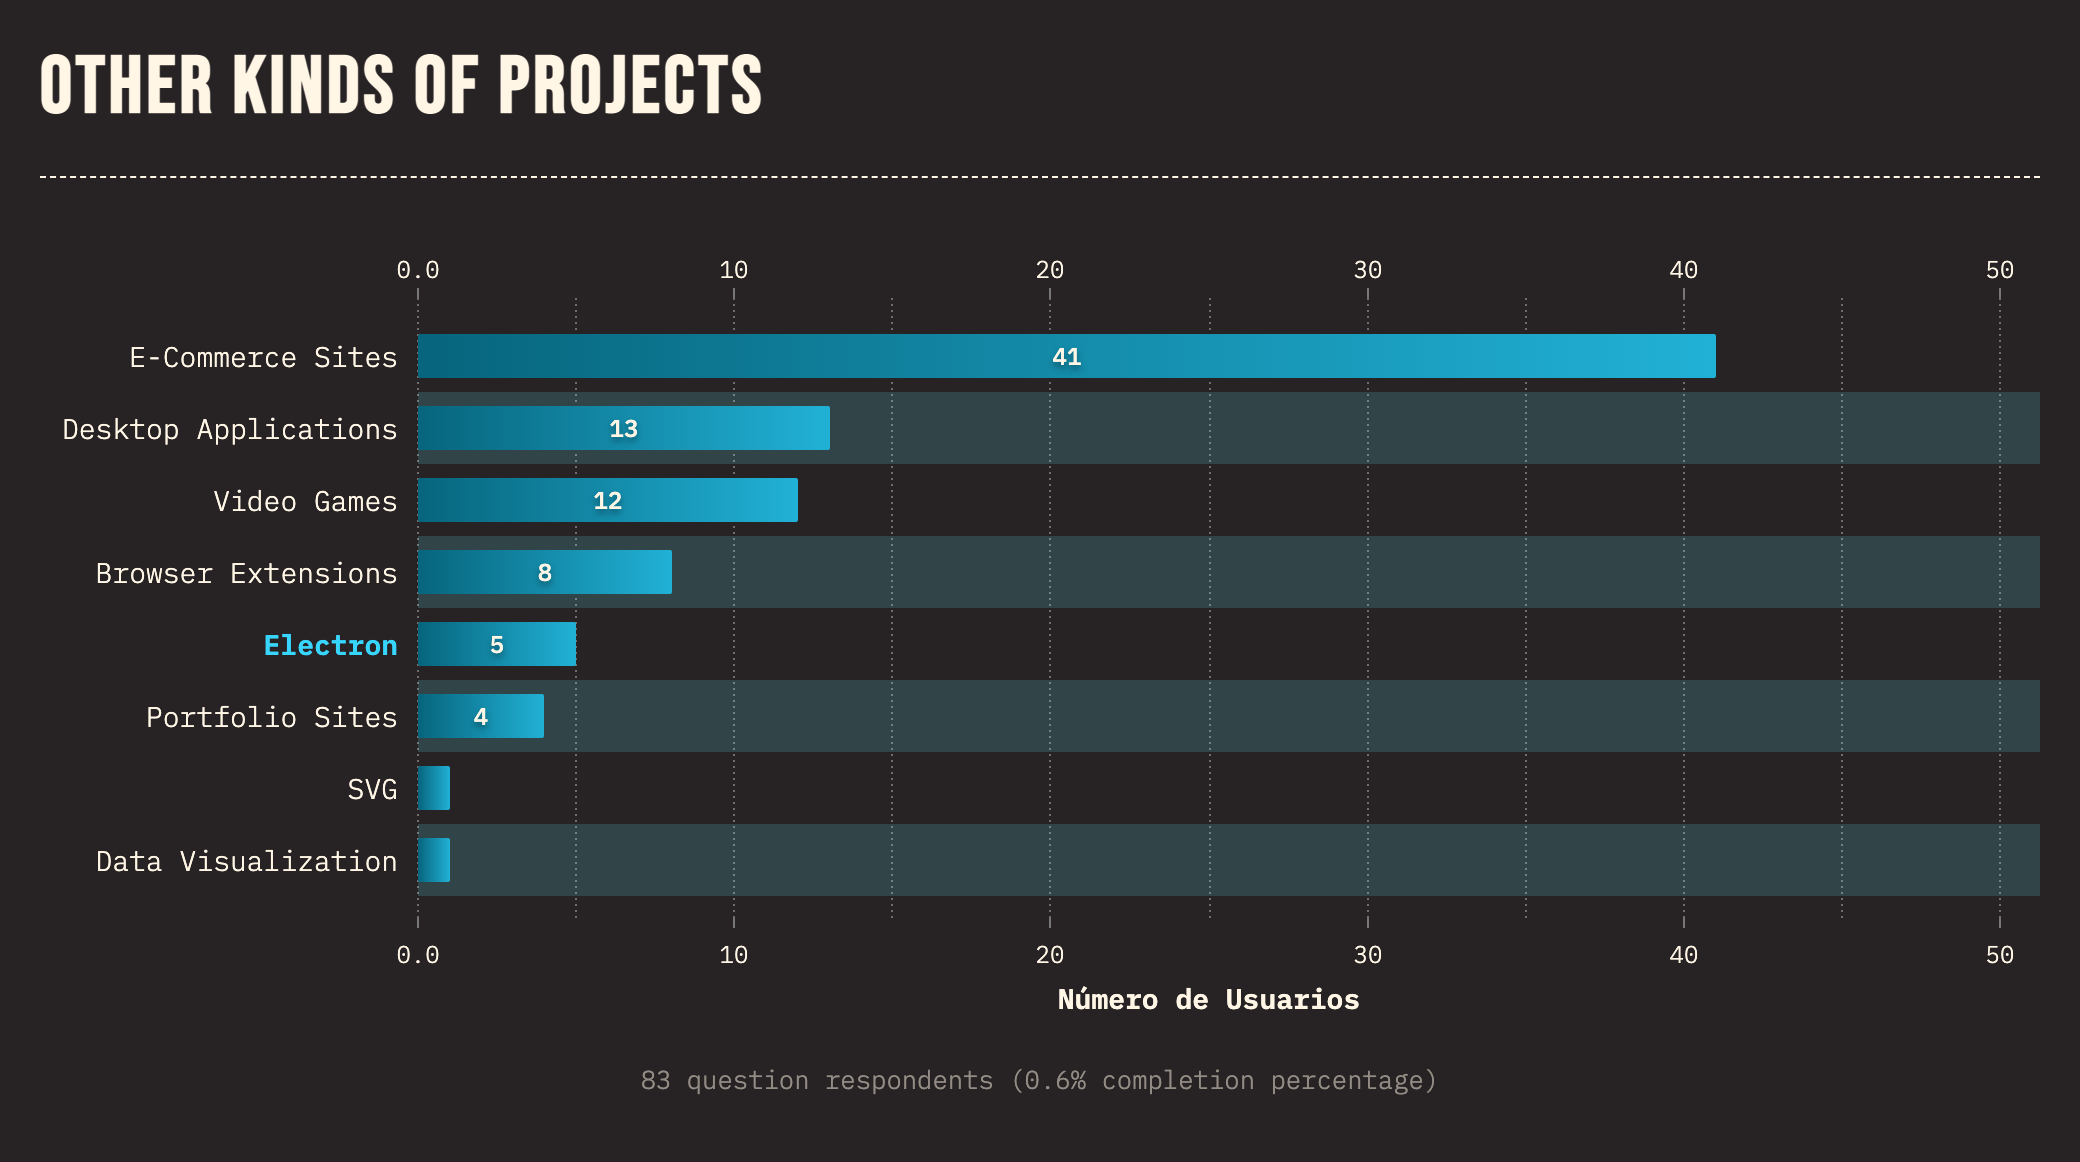 OTHER KINDS OF PROJECTS
0.0 10 20 30 40 50
E-Commerce Sites 41
Desktop Applications 13
Video Games 12
Browser Extensions 8
Electron 5
Portfolio Sites 4
SVG
Data Visualization
0.0 10 20 30 40 50
Número de Usuarios
83 question respondents (0.6% completion percentage)